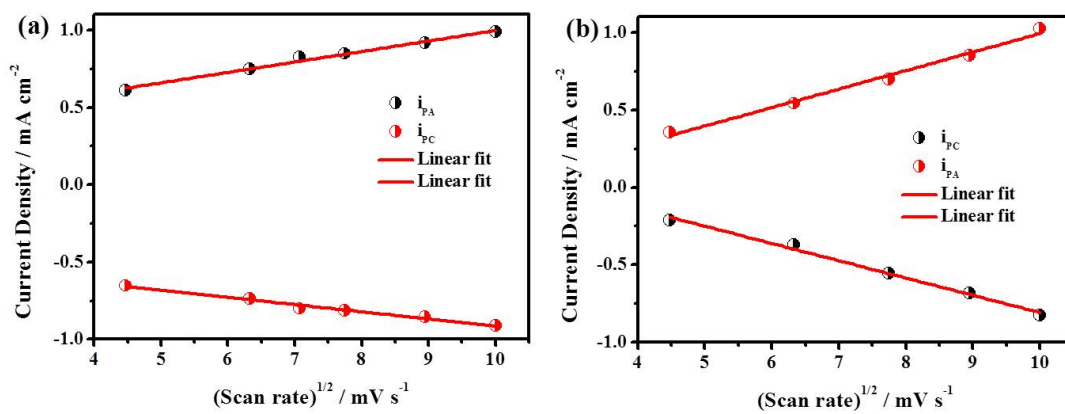 (a)
Current Density / mA cm-2
1.0
0.5
0.0
-0.5
-1.0
iPA
iPC
Linear fit
Linear fit
4 5 6 7 8 9 10
(Scan rate)1/2 / mV s-1
(b)
Current Density / mA cm-2
1.0
0.5
0.0
-0.5
-1.0
iPC
iPA
Linear fit
Linear fit
4 5 6 7 8 9 10
(Scan rate)1/2 / mV s-1